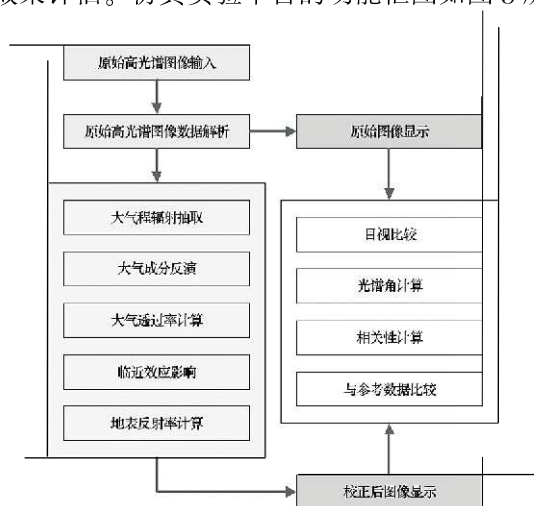 原始高光谱图像输入
原始高光谱图像数据解析
原始图像显示
大气程辐射抽取
大气成分反演
大气透过率计算
临近效应影响
地表反射率计算
目视比较
光谱角计算
相关性计算
与参考数据比较
校正后图像显示